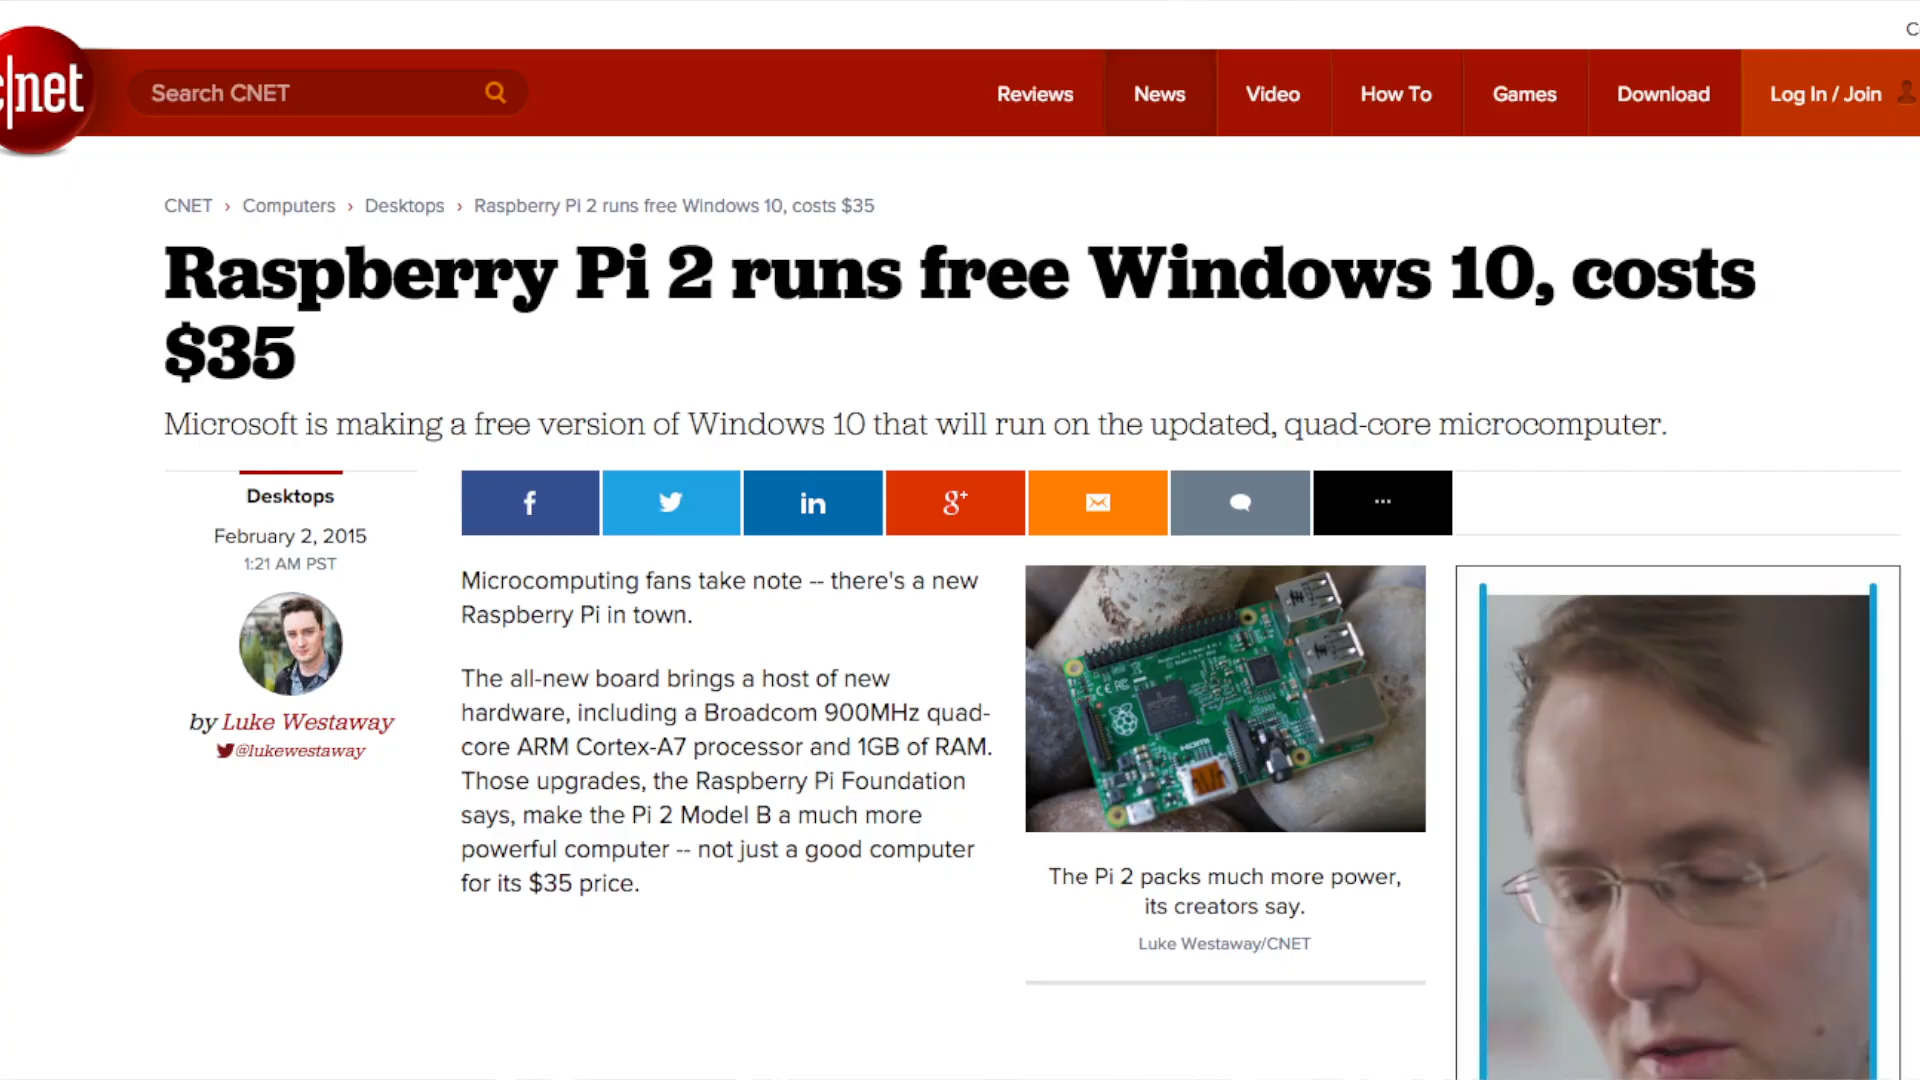 C
c|net
Search CNET
Reviews
News
Video
How To
Games
Download
Log In / Join
CNET › Computers › Desktops › Raspberry Pi 2 runs free Windows 10, costs $35
Raspberry Pi 2 runs free Windows 10, costs
$35
Microsoft is making a free version of Windows 10 that will run on the updated, quad-core microcomputer.
Desktops
February 2, 2015
1:21 AM PST
by Luke Westaway
@lukewestaway
f
in
g+
...
Microcomputing fans take note -- there's a new
Raspberry Pi in town.
The all-new board brings a host of new
hardware, including a Broadcom 900MHz quad-
core ARM Cortex-A7 processor and 1GB of RAM.
Those upgrades, the Raspberry Pi Foundation
says, make the Pi 2 Model B a much more
powerful computer -- not just a good computer
for its $35 price.
HDMI
The Pi 2 packs much more power,
its creators say.
Luke Westaway/CNET